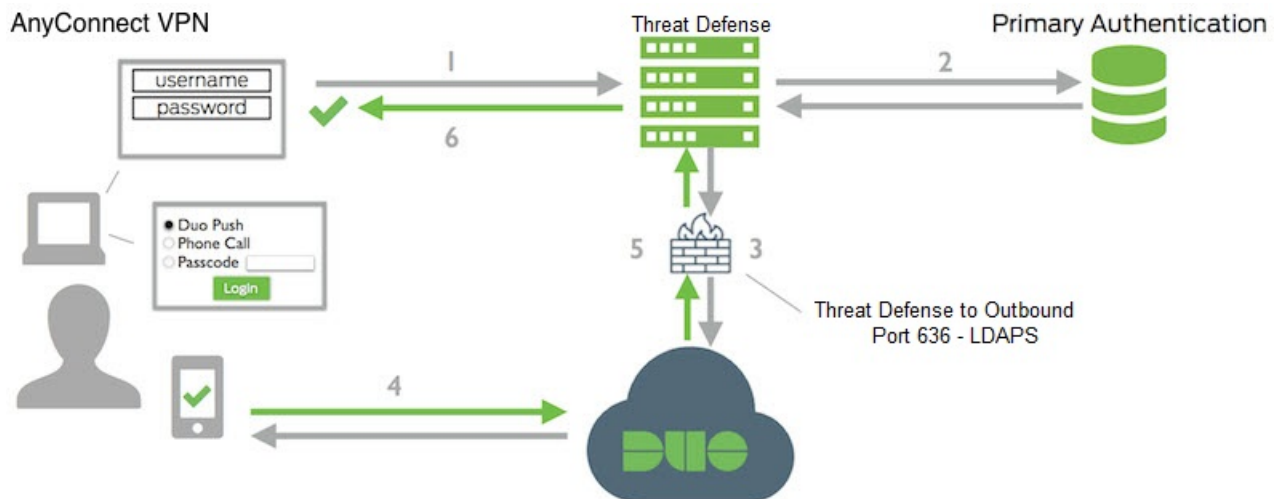 AnyConnect VPN
Threat Defense
Primary Authentication
username
password
1
2
6
Duo Push
Phone Call
Passcode
Login
5
3
Threat Defense to Outbound
Port 636 - LDAPS
4
DUO